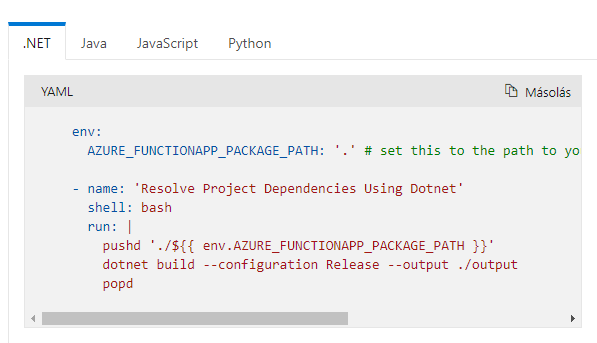 .NET Java JavaScript Python
YAML Másolás
env:
AZURE_FUNCTIONAPP_PACKAGE_PATH: '.' # set this to the path to yo
- name: 'Resolve Project Dependencies Using Dotnet'
shell: bash
run: |
pushd './${{ env.AZURE_FUNCTIONAPP_PACKAGE_PATH }}'
dotnet build --configuration Release --output ./output
popd